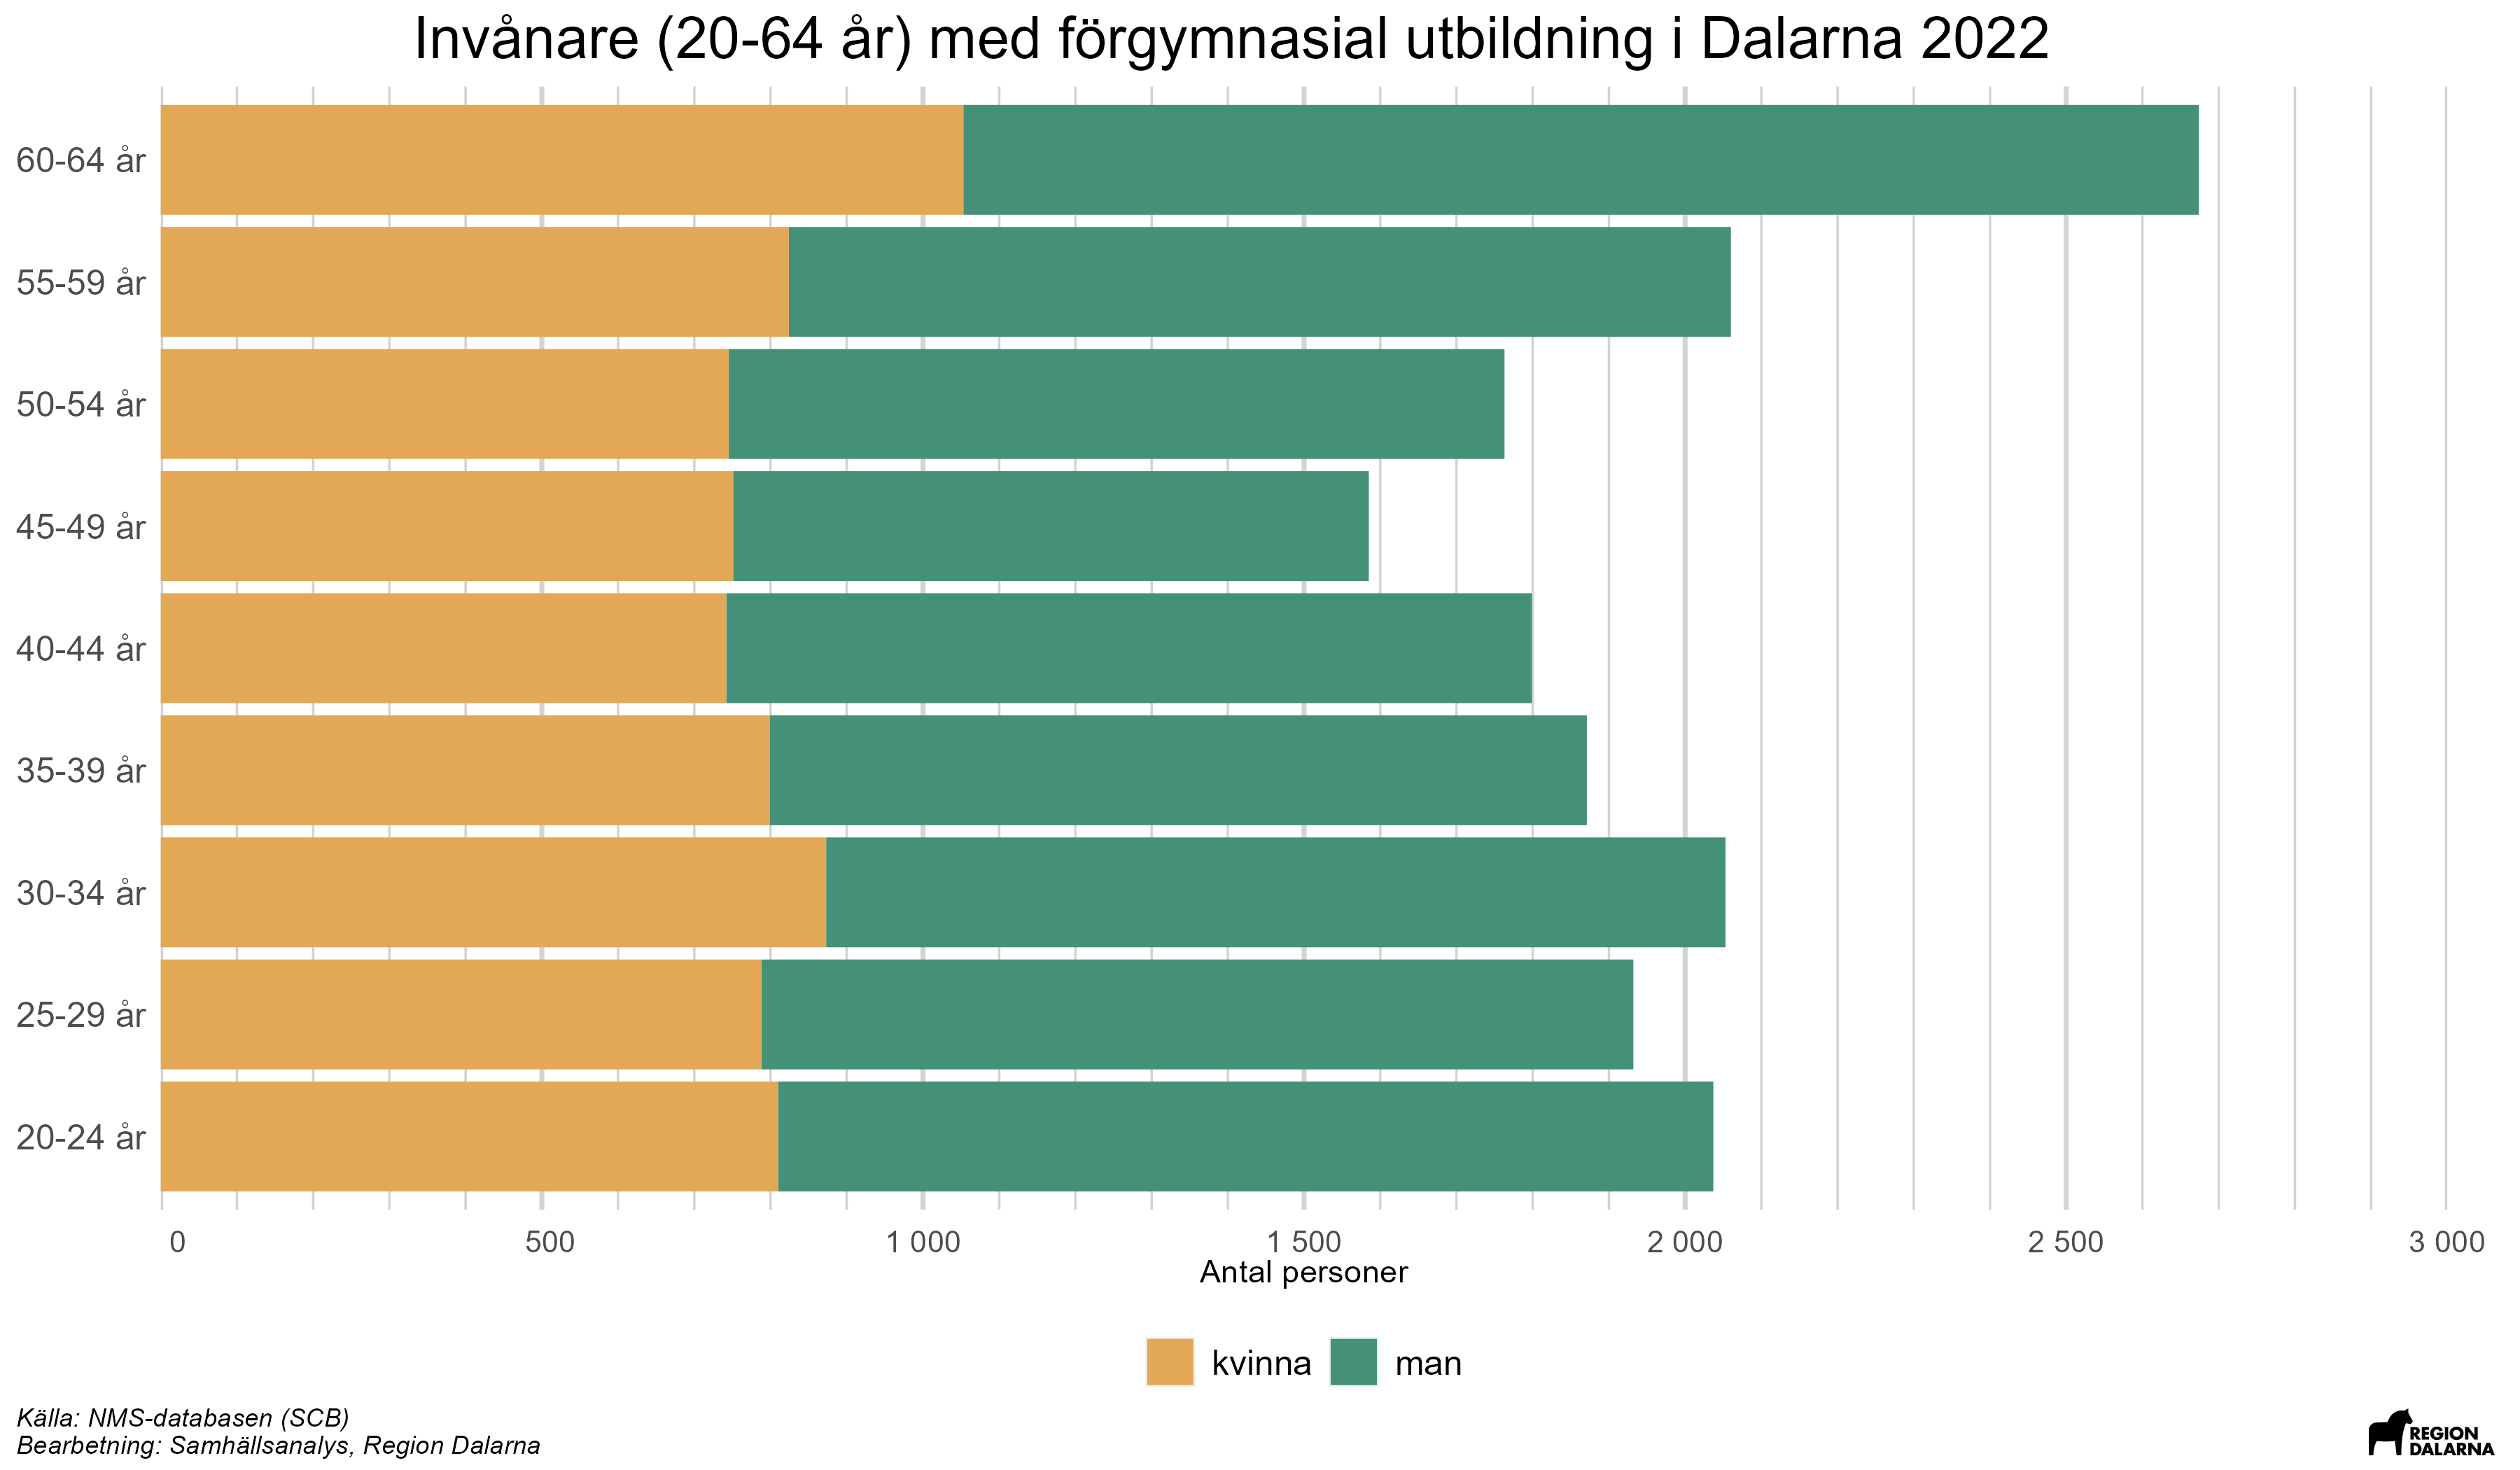 Invånare (20-64 år) med förgymnasial utbildning i Dalarna 2022
60-64 år
55-59 år
50-54 år
45-49 år
40-44 år
35-39 år
30-34 år
25-29 år
20-24 år
0 500 1 000 1 500 2 000 2 500 3 000
Antal personer
kvinna man
Källa: NMS-databasen (SCB)
Bearbetning: Samhällsanalys, Region Dalarna
REGION
DALARNA